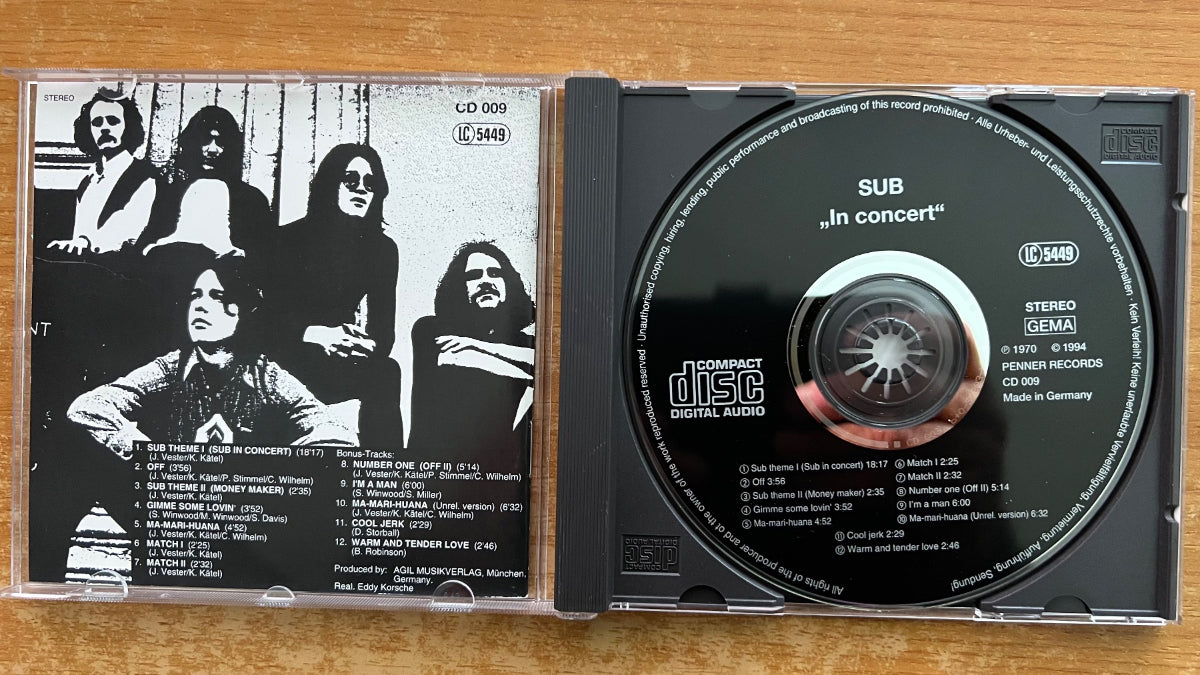 STEREO
CD 009
LC 5449
NT
1. SUB THEME I (SUB IN CONCERT) (18'17)
(J. Vester/K. Kätel)
2. OFF (3'56)
(J. Vester/K. Kätel/P. Stimmel/C. Wilhelm)
3. SUB THEME II (MONEY MAKER) (2'35)
(J. Vester/K. Kätel)
4. GIMME SOME LOVIN' (3'52)
(S. Winwood/M. Winwood/S. Davis)
5. MA-MARI-HUANA (4'52)
(J. Vester/K. Kätel/C. Wilhelm)
6 MATCH I (2'25)
(J. Vester/K. Kätel)
7. MATCH II (2'32)
(J. Vester/K. Kätel)
Bonus-Tracks:
8. NUMBER ONE (OFF II) (5'14)
(J. Vester/K. Kätel/P. Stimmel/C. Wilhelm)
9. I'M A MAN (6'00)
(S. Winwood/S. Miller)
10. MA-MARI-HUANA (Unrel. version) (6'32)
(J. Vester/K. Kätel/C. Wilhelm)
11. COOL JERK (2'29)
(D. Storball)
12. WARM AND TENDER LOVE (2'46)
(B. Robinson)
Produced by: AGIL MUSIKVERLAG, München,
Germany.
Real. Eddy Korsche
All rights of the producer and of the owner of the work reproduced reserved · Unauthorised copying, hiring, lending, public performance and broadcasting of this record prohibited · Alle Urheber- und Leistungsschutzrechte vorbehalten · Kein Verleih! Keine unerlaubte Vervielfältigung, Vermietung, Aufführung, Sendung!
SUB
„In concert“
LC 5449
STEREO
GEMA
℗ 1970 © 1994
PENNER RECORDS
CD 009
Made in Germany
COMPACT
disc
DIGITAL AUDIO
① Sub theme I (Sub in concert) 18:17
② Off 3:56
③ Sub theme II (Money maker) 2:35
④ Gimme some lovin' 3:52
⑤ Ma-mari-huana 4:52
⑥ Match I 2:25
⑦ Match II 2:32
⑧ Number one (Off II) 5:14
⑨ I'm a man 6:00
⑩ Ma-mari-huana (Unrel. version) 6:32
⑪ Cool jerk 2:29
⑫ Warm and tender love 2:46
COMPACT
disc
DIGITAL AUDIO
COMPACT
disc
DIGITAL AUDIO